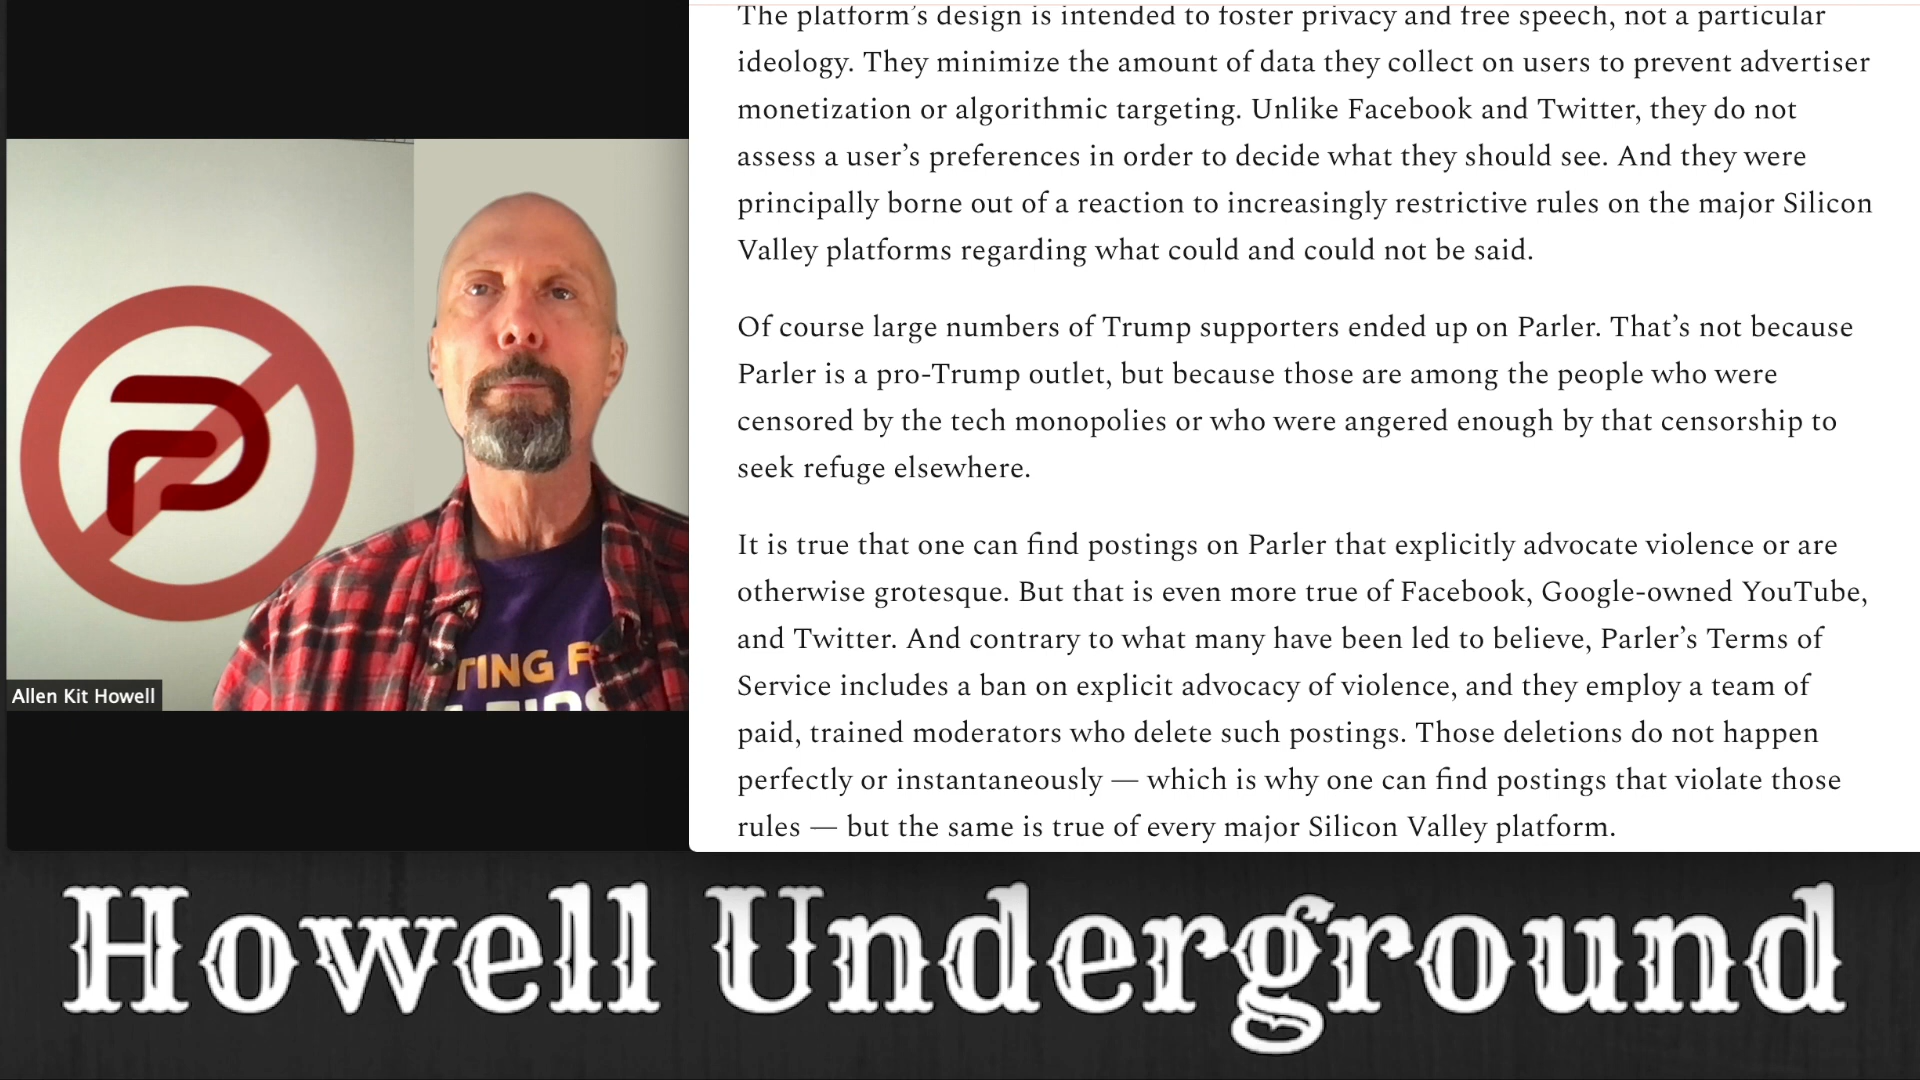 The platform’s design is intended to foster privacy and free speech, not a particular
ideology. They minimize the amount of data they collect on users to prevent advertiser
monetization or algorithmic targeting. Unlike Facebook and Twitter, they do not
assess a user’s preferences in order to decide what they should see. And they were
principally borne out of a reaction to increasingly restrictive rules on the major Silicon
Valley platforms regarding what could and could not be said.
Of course large numbers of Trump supporters ended up on Parler. That’s not because
Parler is a pro-Trump outlet, but because those are among the people who were
censored by the tech monopolies or who were angered enough by that censorship to
seek refuge elsewhere.
It is true that one can find postings on Parler that explicitly advocate violence or are
otherwise grotesque. But that is even more true of Facebook, Google-owned YouTube,
and Twitter. And contrary to what many have been led to believe, Parler’s Terms of
Service includes a ban on explicit advocacy of violence, and they employ a team of
paid, trained moderators who delete such postings. Those deletions do not happen
perfectly or instantaneously — which is why one can find postings that violate those
rules — but the same is true of every major Silicon Valley platform.
TING F
Allen Kit Howell
Howell Underground